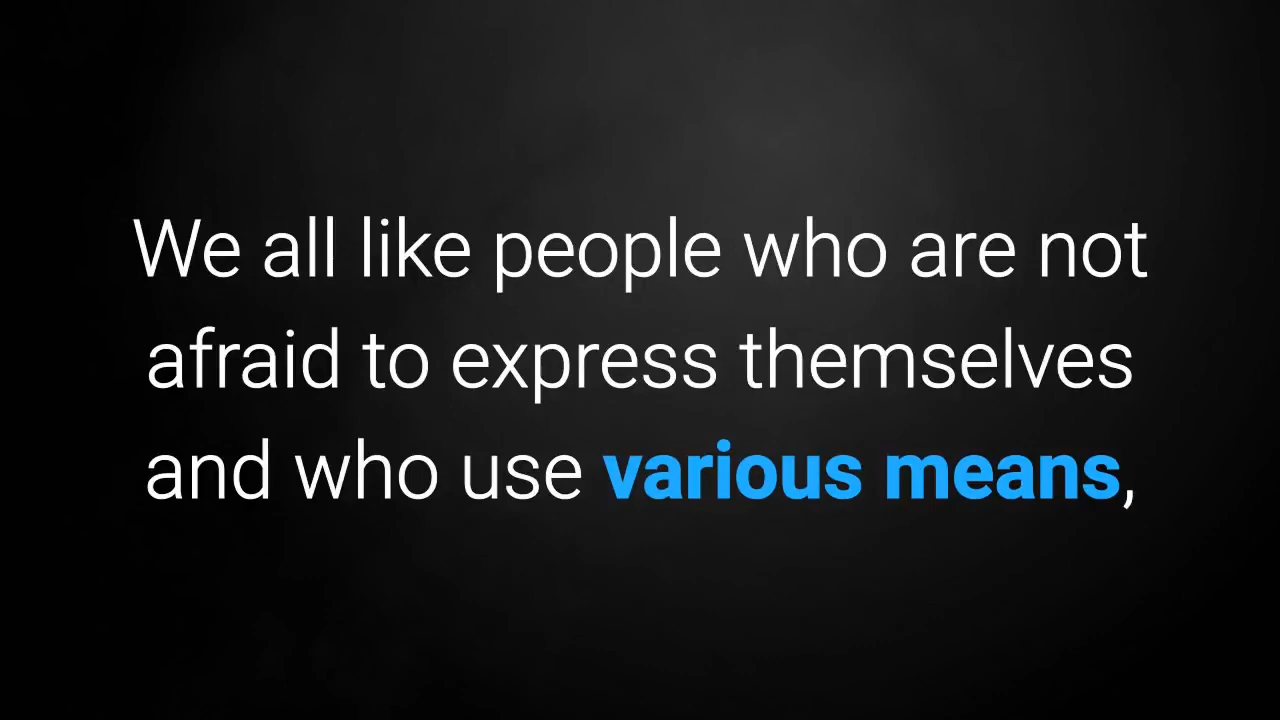 We all like people who are not
afraid to express themselves
and who use various means,